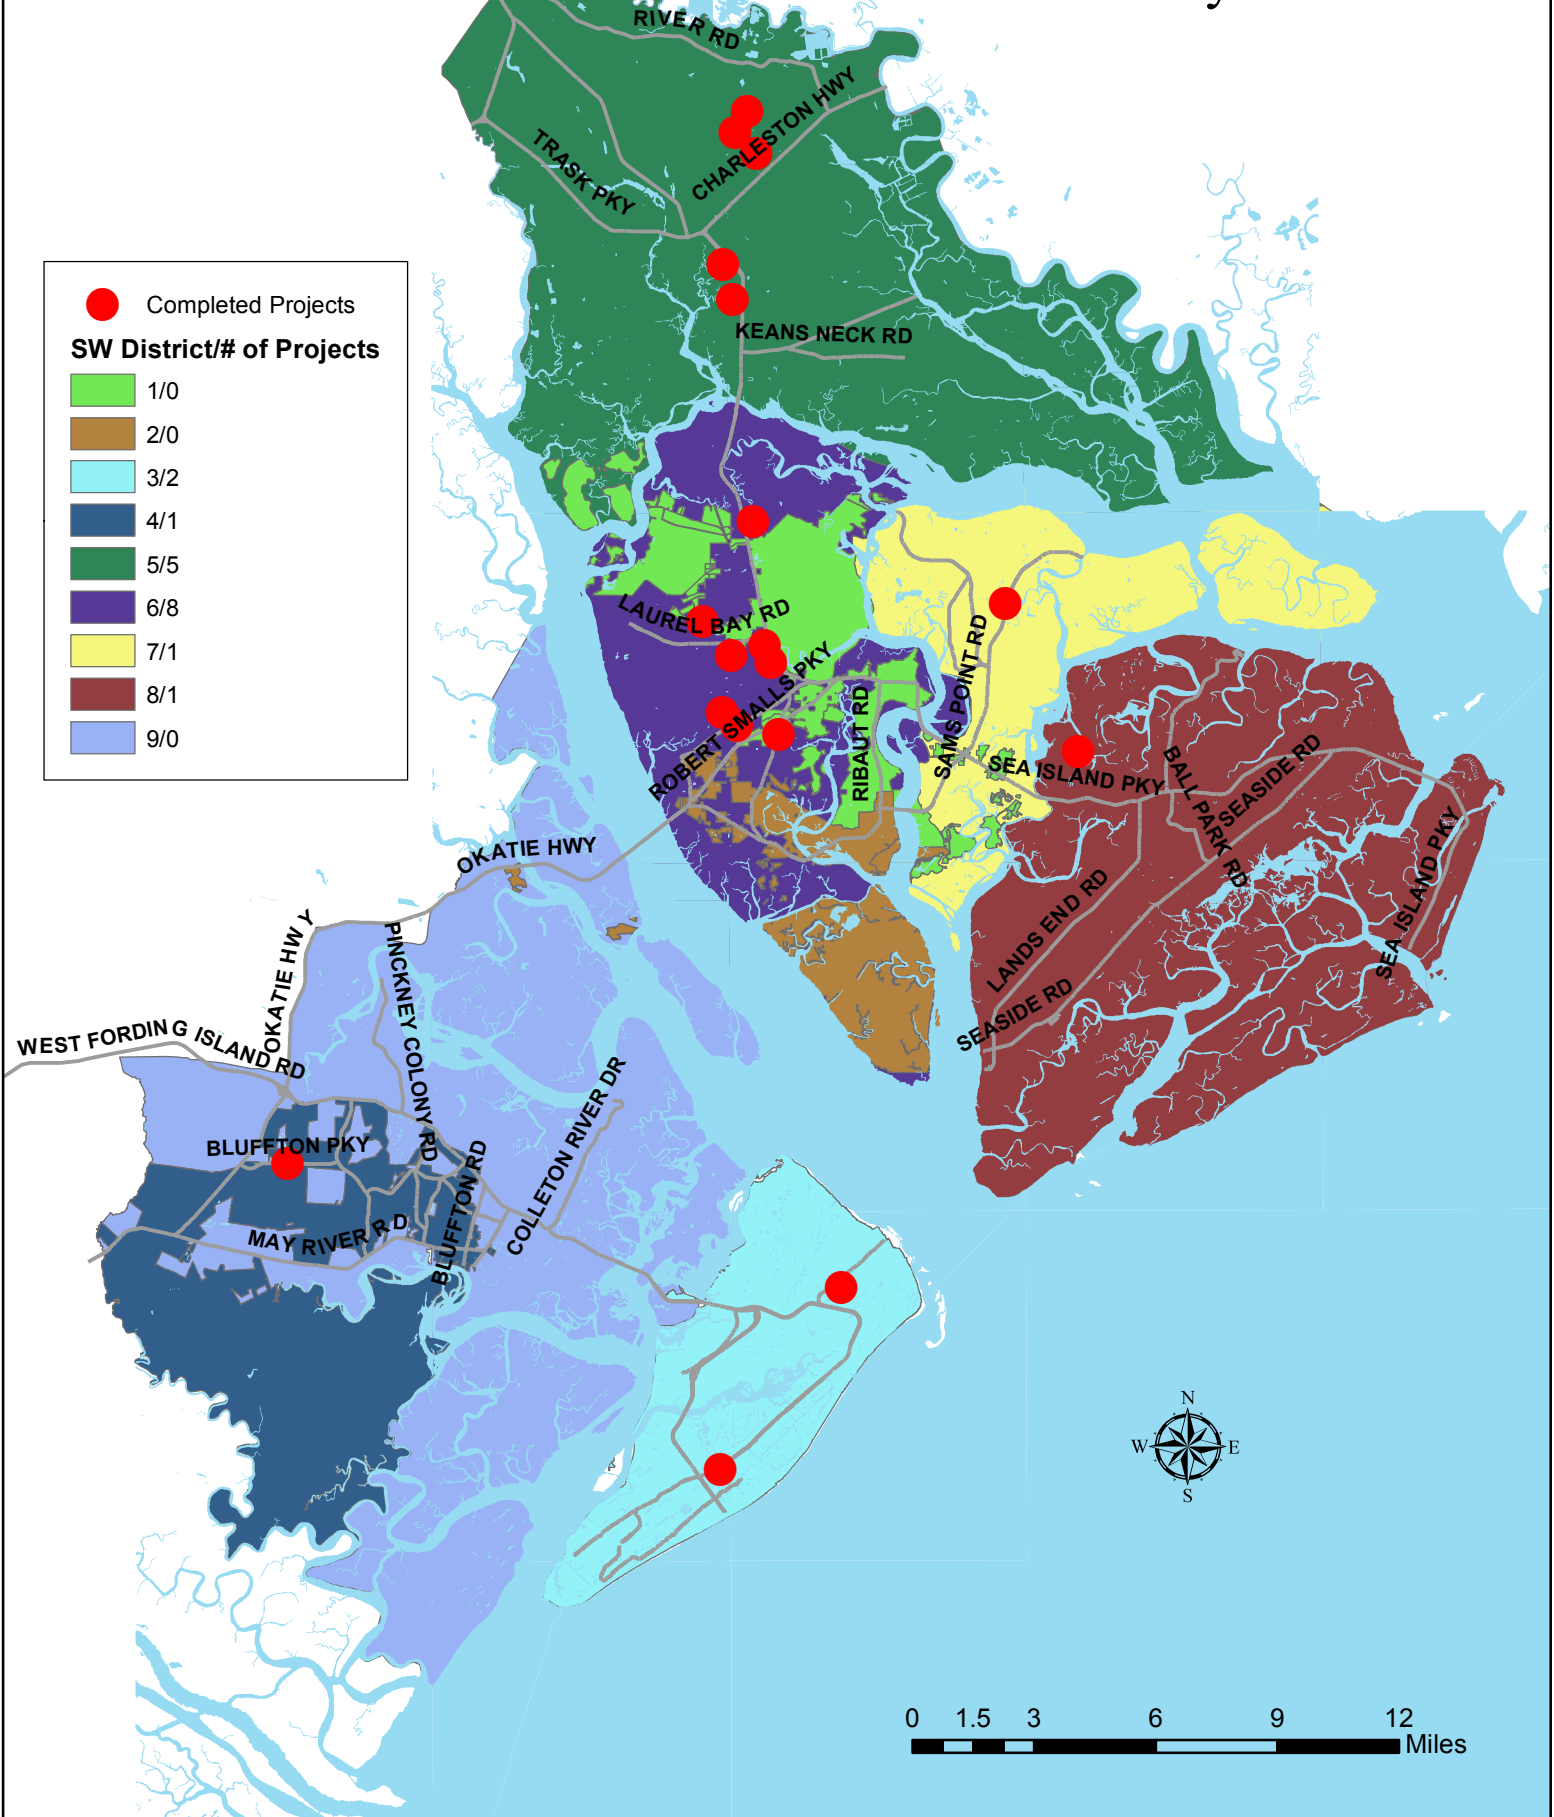 RIVER RD
CHARLESTON HWY
TRASK PKY
Completed Projects
SW District/# of Projects
1/0
2/0
3/2
4/1
5/5
6/8
7/1
8/1
9/0
KEANS NECK RD
LAUREL BAY RD
ROBERT SMALLS PKY
RIBAUT RD
SAMS POINT RD
SEA ISLAND PKY
BALL PARK RD
SEASIDE RD
SEA ISLAND PKY
LANDS END RD
SEASIDE RD
OKATIE HWY
OKATIE HWY
PINCKNEY COLONY RD
WEST FORDING ISLAND RD
BLUFFTON PKY
MAY RIVER RD
BLUFFTON RD
COLLETON RIVER DR
N
W E
S
0 1.5 3 6 9 12
Miles